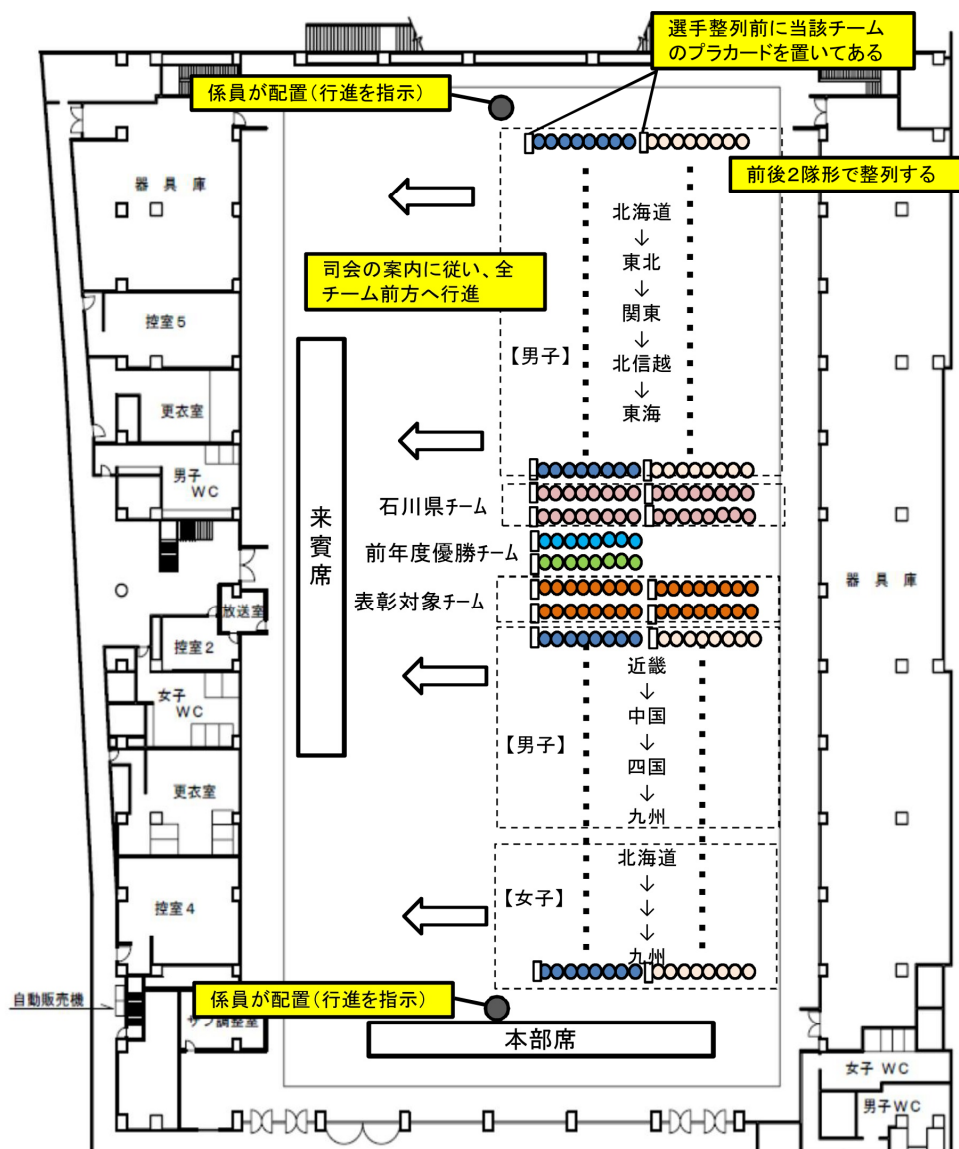 選手整列前に当該チーム
のプラカードを置いてある
係員が配置(行進を指示)
前後2隊形で整列する
器具庫
北海道
↓
東北
↓
関東
↓
北信越
↓
東海
【男子】
司会の案内に従い、全
チーム前方へ行進
控室5
更衣室
男子
WC
来賓席
石川県チーム
前年度優勝チーム
表彰対象チーム
器具庫
放送室
控室2
女子
WC
近畿
↓
中国
↓
四国
↓
九州
【男子】
更衣室
北海道
↓
↓
↓
九州
【女子】
控室4
自動販売機
係員が配置(行進を指示)
調整室
本部席
女子 WC
男子WC